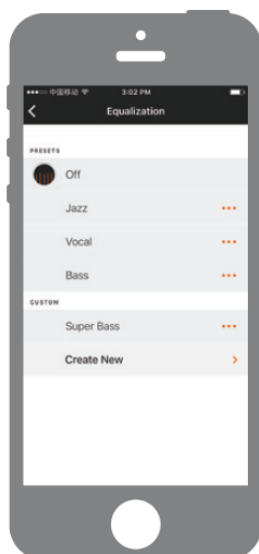 中国移动 3:02 PM
Equalization
PRESETS
Off
Jazz
Vocal
Bass
CUSTOM
Super Bass
Create New